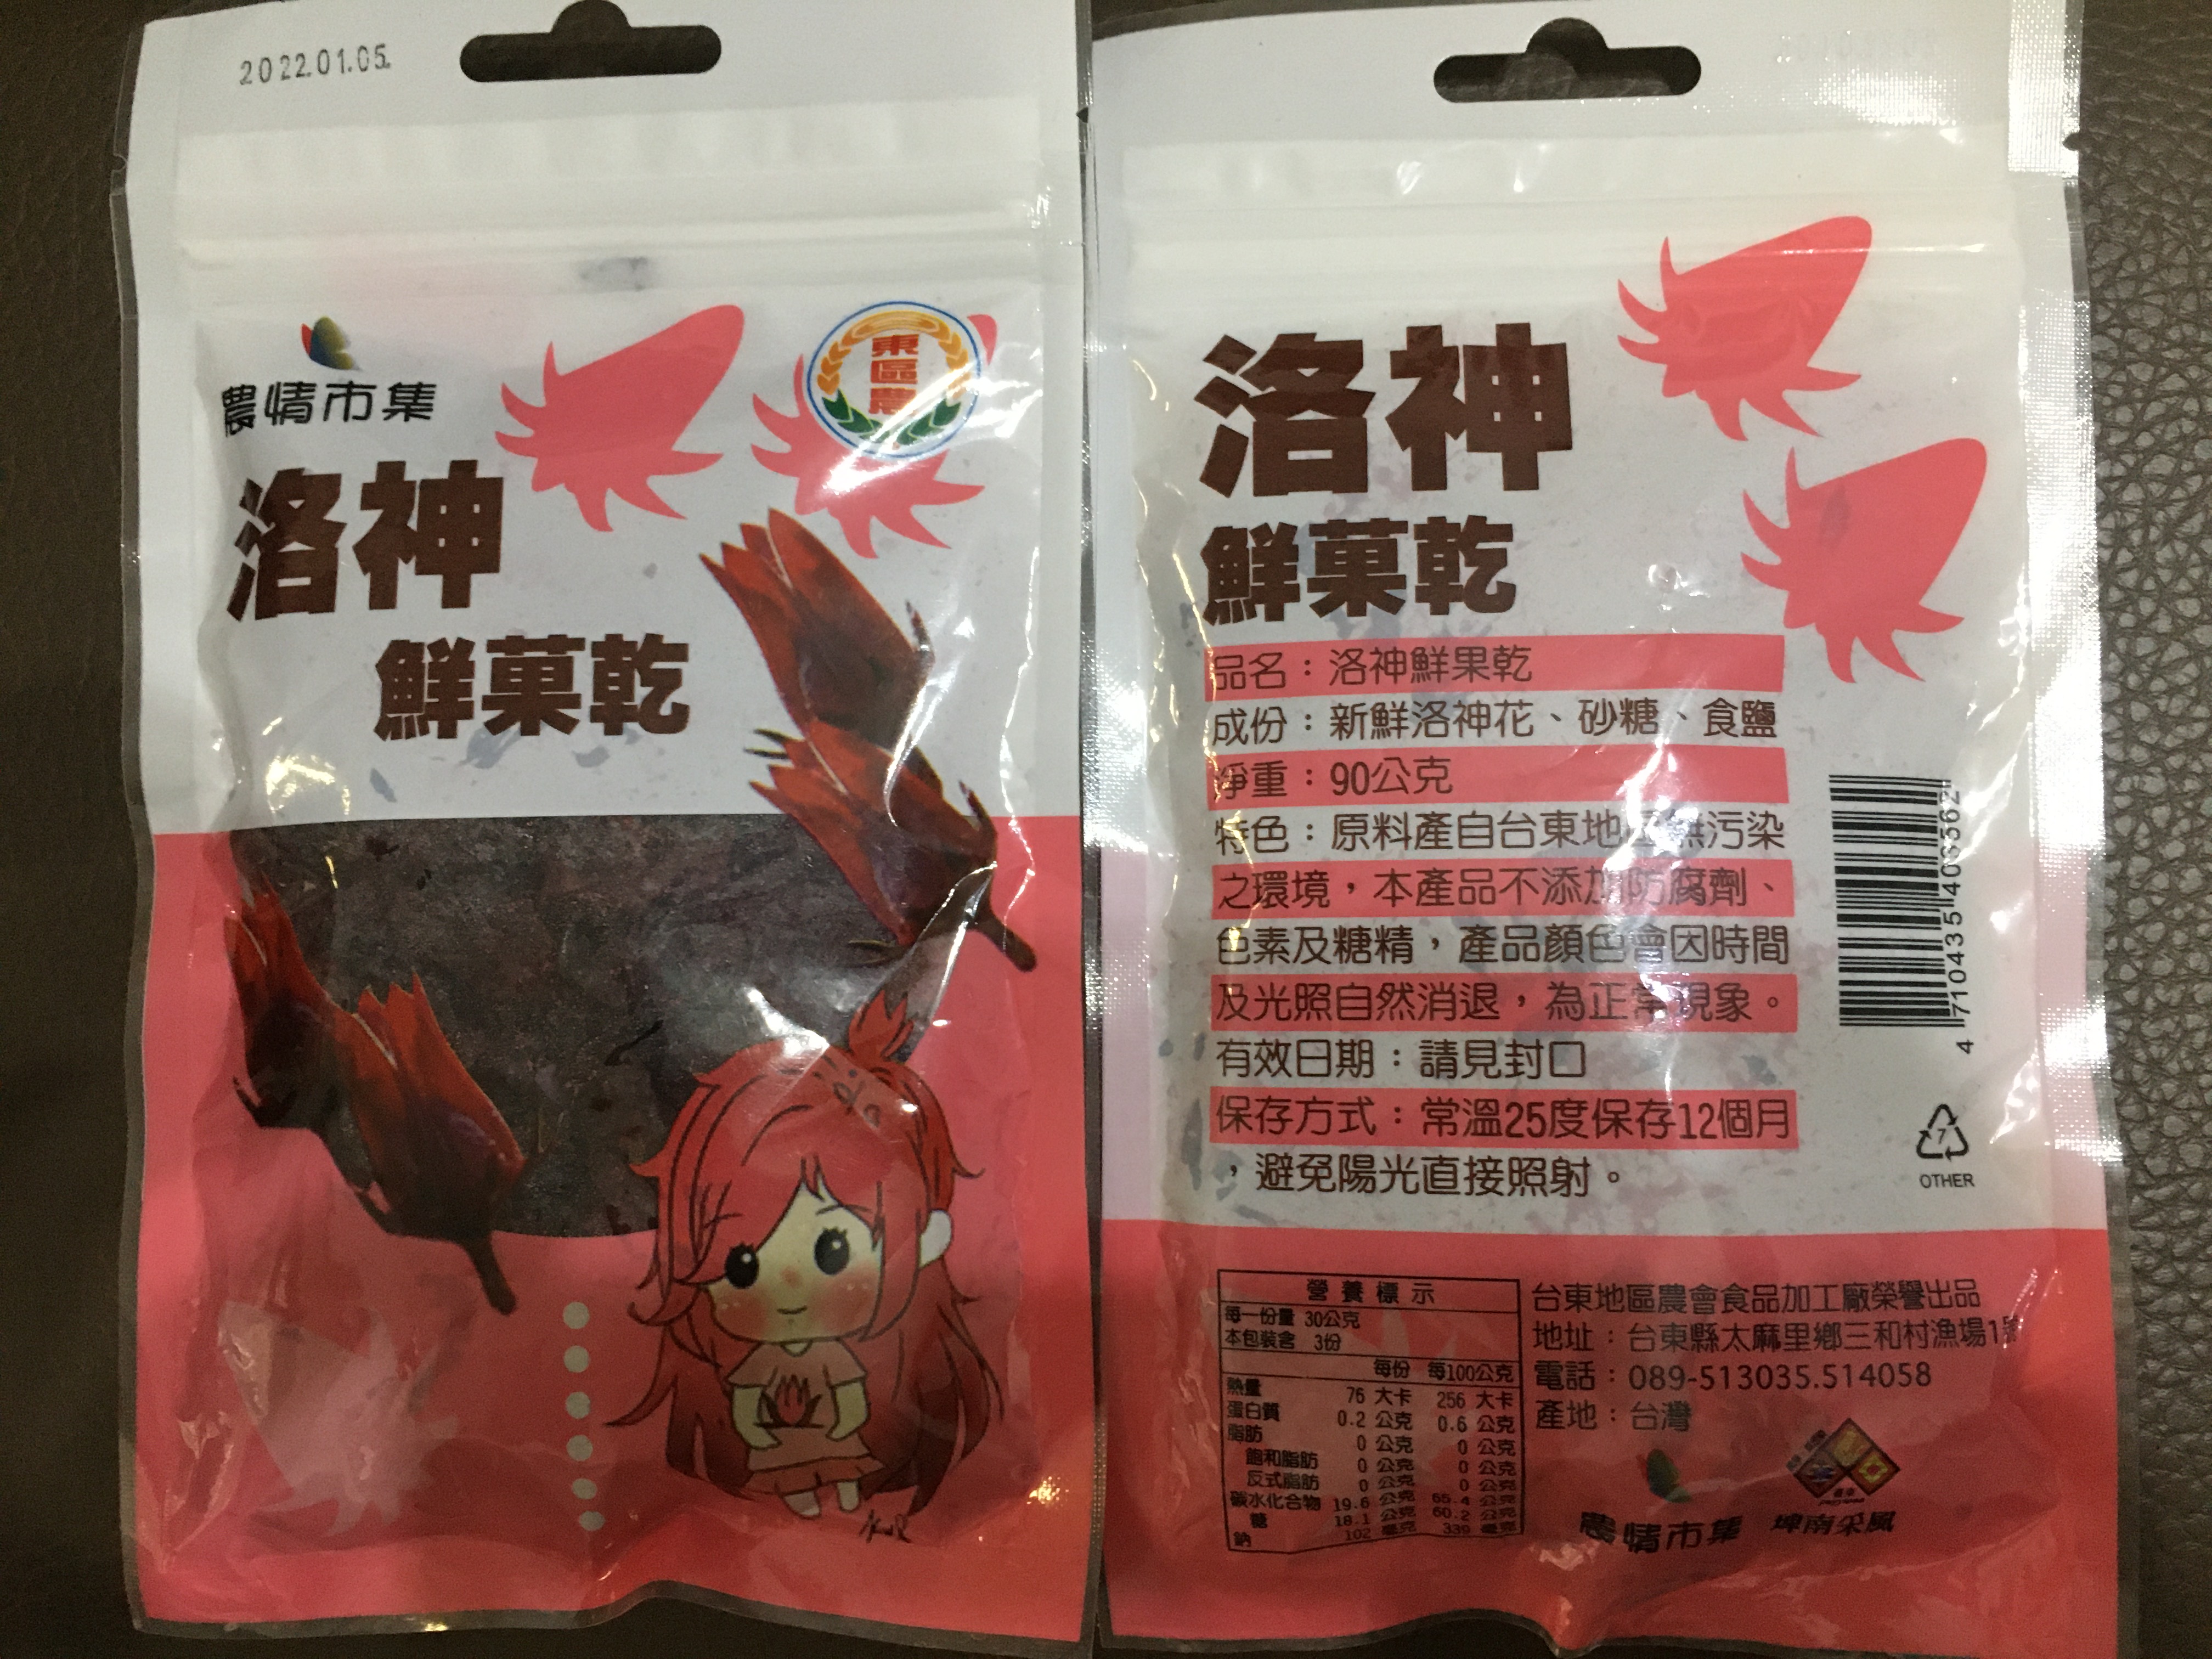 2022.01.05.
農情市集
東區農
洛神
鮮菓乾
洛神
鮮菓乾
品名：洛神鮮果乾
成份：新鮮洛神花、砂糖、食鹽
淨重：90公克
特色：原料產自台東地區無污染
之環境，本產品不添加防腐劑、
色素及糖精，產品顏色會因時間
及光照自然消退，為正常現象。
有效日期：請見封口
保存方式：常溫25度保存12個月
，避免陽光直接照射。
4 710435 403362
7
OTHER
營養標示
每一份量 30公克
本包裝含 3份
每份 每100公克
熱量 76 大卡 256 大卡
蛋白質 0.2 公克 0.6 公克
脂肪 0 公克 0 公克
飽和脂肪 0 公克 0 公克
反式脂肪 0 公克 0 公克
碳水化合物 19.6 公克 65.4 公克
糖 18.1 公克 60.2 公克
鈉 102 毫克 339 毫克
台東地區農會食品加工廠榮譽出品
地址：台東縣太麻里鄉三和村漁場1號
電話：089-513035.514058
產地：台灣
農情市集
埤南采風